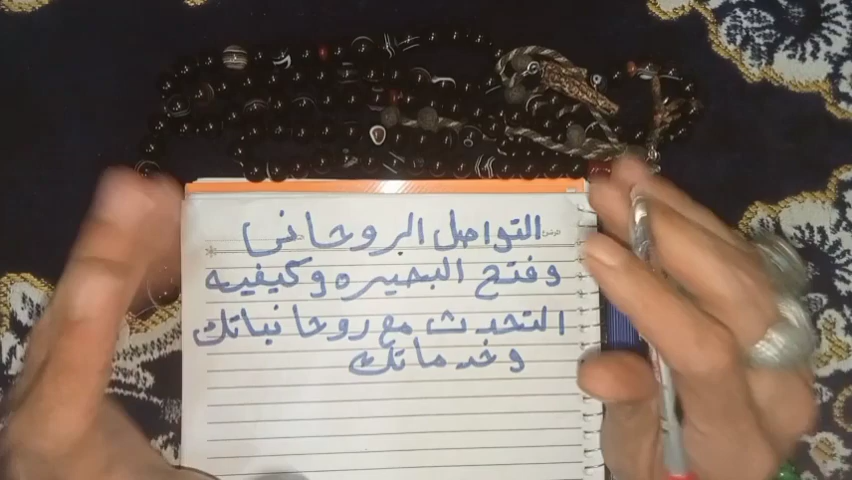 التواصل الروحاني
وفتح البصيره وكيفيه
التحدث مع روحانياتك
وخدماتك